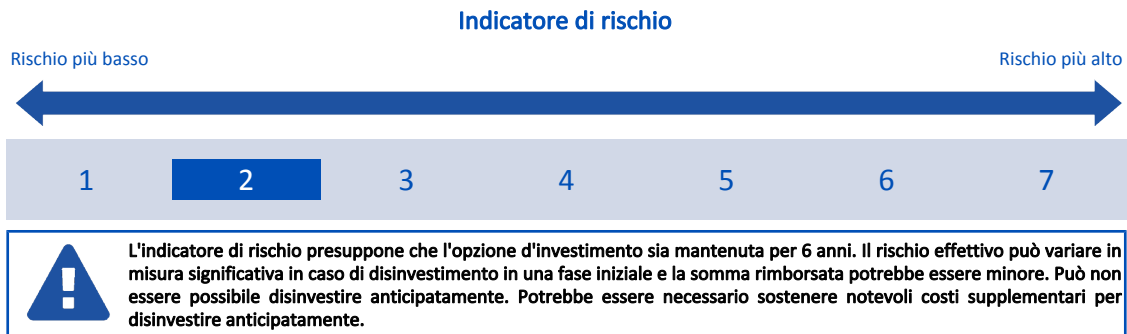 Indicatore di rischio
Rischio più basso
Rischio più alto
1 2 3 4 5 6 7
L'indicatore di rischio presuppone che l'opzione d'investimento sia mantenuta per 6 anni. Il rischio effettivo può variare in
misura significativa in caso di disinvestimento in una fase iniziale e la somma rimborsata potrebbe essere minore. Può non
essere possibile disinvestire anticipatamente. Potrebbe essere necessario sostenere notevoli costi supplementari per
disinvestire anticipatamente.